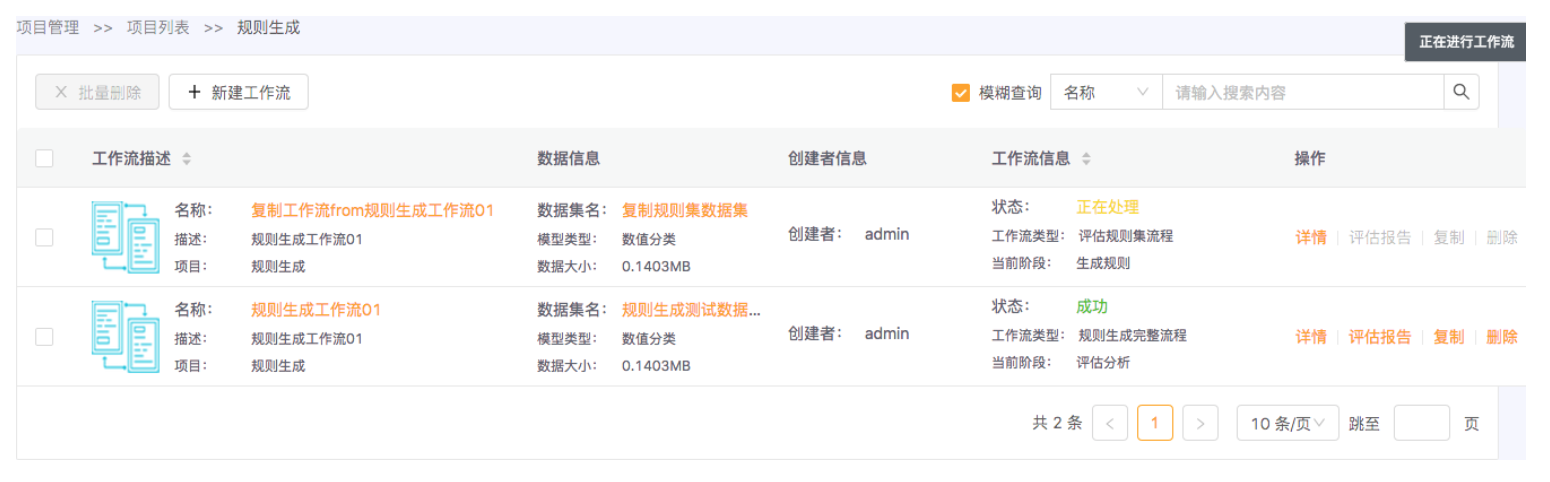 项目管理 >> 项目列表 >> 规则生成
正在进行工作流
批量删除 新建工作流 模糊查询 名称 请输入搜索内容
工作流描述 数据信息 创建者信息 工作流信息 操作
名称： 复制工作流from规则生成工作流01 数据集名： 复制规则集数据集 状态： 正在处理
描述： 规则生成工作流01 模型类型： 数值分类 创建者： admin 工作流类型： 评估规则集流程 详情 评估报告 复制 删除
项目： 规则生成 数据大小： 0.1403MB 当前阶段： 生成规则
名称： 规则生成工作流01 数据集名： 规则生成测试数据... 状态： 成功
描述： 规则生成工作流01 模型类型： 数值分类 创建者： admin 工作流类型： 规则生成完整流程 详情 评估报告 复制 删除
项目： 规则生成 数据大小： 0.1403MB 当前阶段： 评估分析
共 2 条 < 1 > 10 条/页 跳至 页